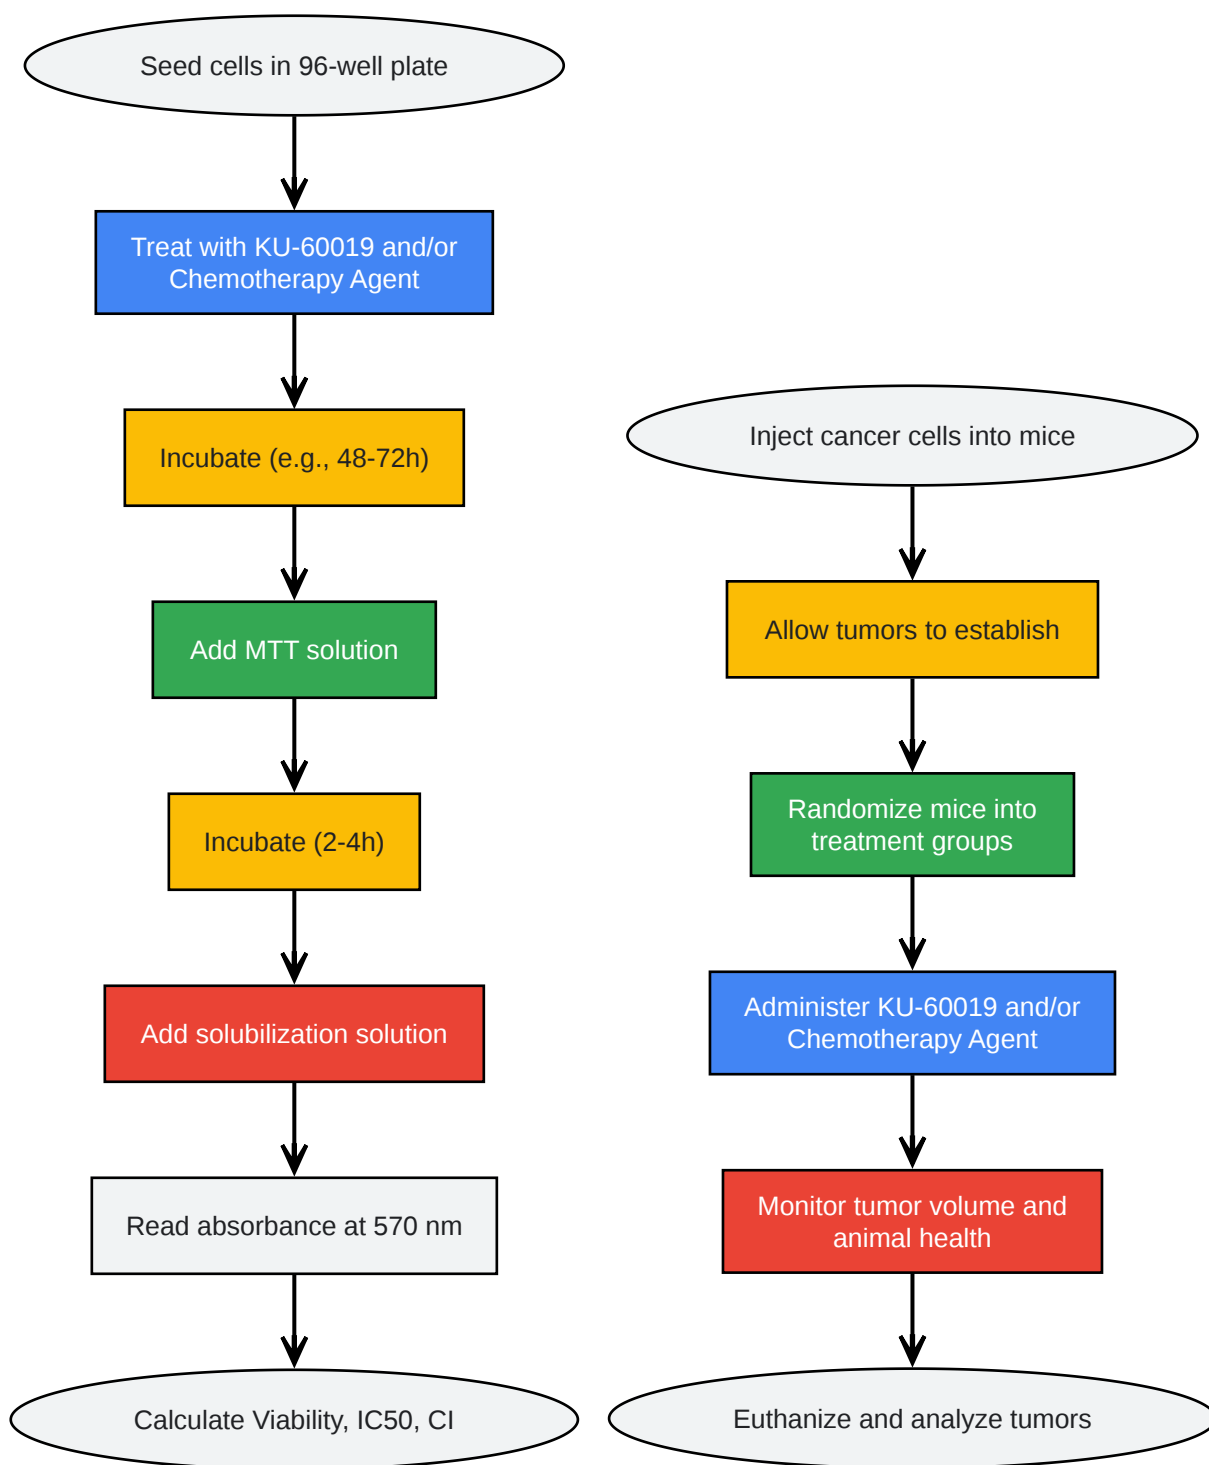 Seed cells in 96-well plate
Treat with KU-60019 and/or
Chemotherapy Agent
Incubate (e.g., 48-72h)
Add MTT solution
Incubate (2-4h)
Add solubilization solution
Read absorbance at 570 nm
Calculate Viability, IC50, CI
Inject cancer cells into mice
Allow tumors to establish
Randomize mice into
treatment groups
Administer KU-60019 and/or
Chemotherapy Agent
Monitor tumor volume and
animal health
Euthanize and analyze tumors